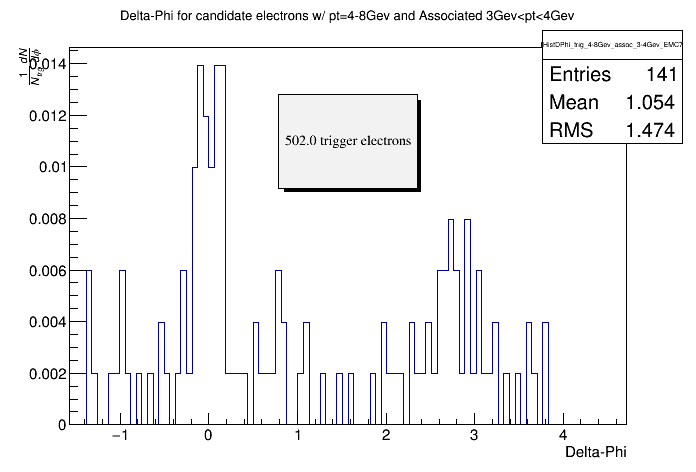 Delta-Phi for candidate electrons w/ pt=4-8Gev and Associated 3Gev<pt<4Gev
HistDPhi_trig_4-8Gev_assoc_3-4Gev_EMC7
Entries 141
Mean 1.054
RMS 1.474
502.0 trigger electrons
0.014
0.012
0.01
0.008
0.006
0.004
0.002
0
−1 0 1 2 3 4
Delta-Phi